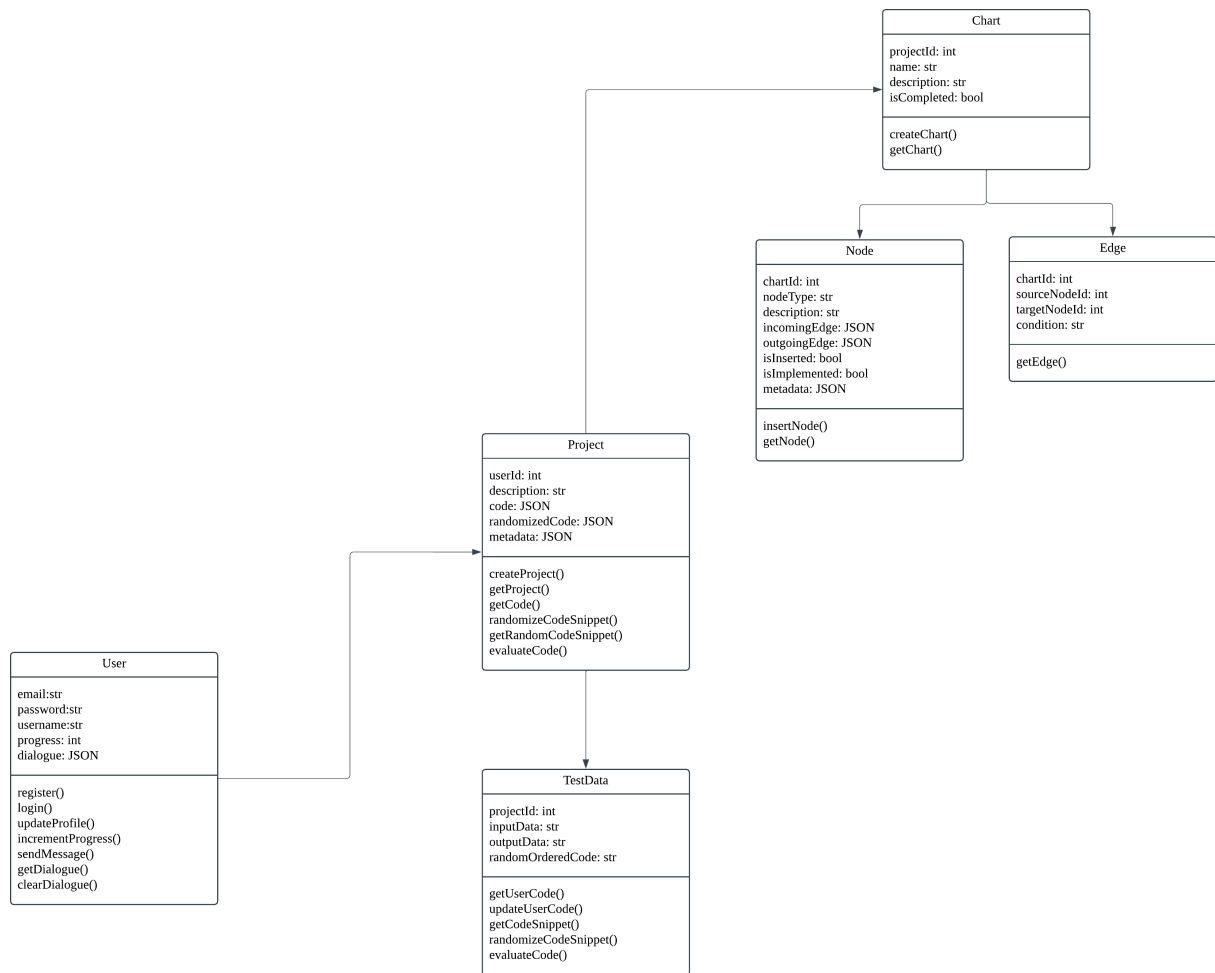 Chart
projectId: int
name: str
description: str
isCompleted: bool
createChart()
getChart()
Node
chartId: int
nodeType: str
description: str
incomingEdge: JSON
outgoingEdge: JSON
isInserted: bool
isImplemented: bool
metadata: JSON
insertNode()
getNode()
Edge
chartId: int
sourceNodeId: int
targetNodeId: int
condition: str
getEdge()
Project
userId: int
description: str
code: JSON
randomizedCode: JSON
metadata: JSON
createProject()
getProject()
getCode()
randomizeCodeSnippet()
getRandomCodeSnippet()
evaluateCode()
User
email:str
password:str
username:str
progress: int
dialogue: JSON
register()
login()
updateProfile()
incrementProgress()
sendMessage()
getDialogue()
clearDialogue()
TestData
projectId: int
inputData: str
outputData: str
randomOrderedCode: str
getUserCode()
updateUserCode()
getCodeSnippet()
randomizeCodeSnippet()
evaluateCode()